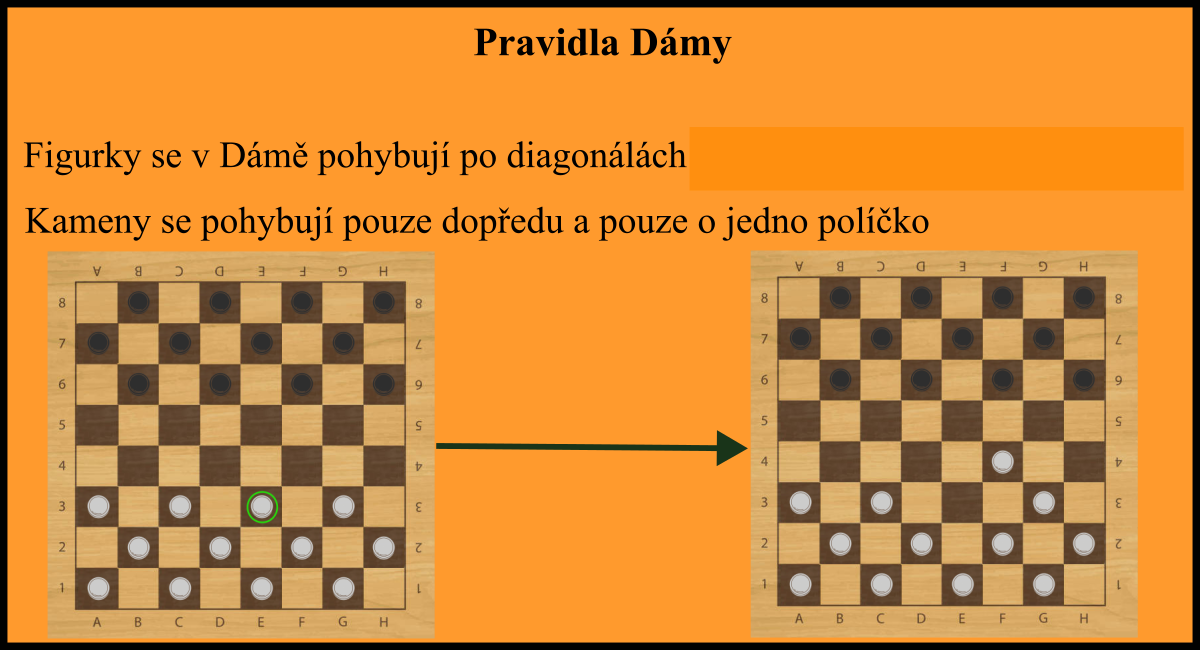 Pravidla Dámy
Figurky se v Dámě pohybují po diagonálách
Kameny se pohybují pouze dopředu a pouze o jedno políčko
A B C D E F G H
A B C D E F G H
8 8
8 8
7 7
7 7
6 6
6 6
5 5
5 5
4 4
4 4
3 3
3 3
2 2
2 2
1 1
1 1
A B C D E F G H
A B C D E F G H